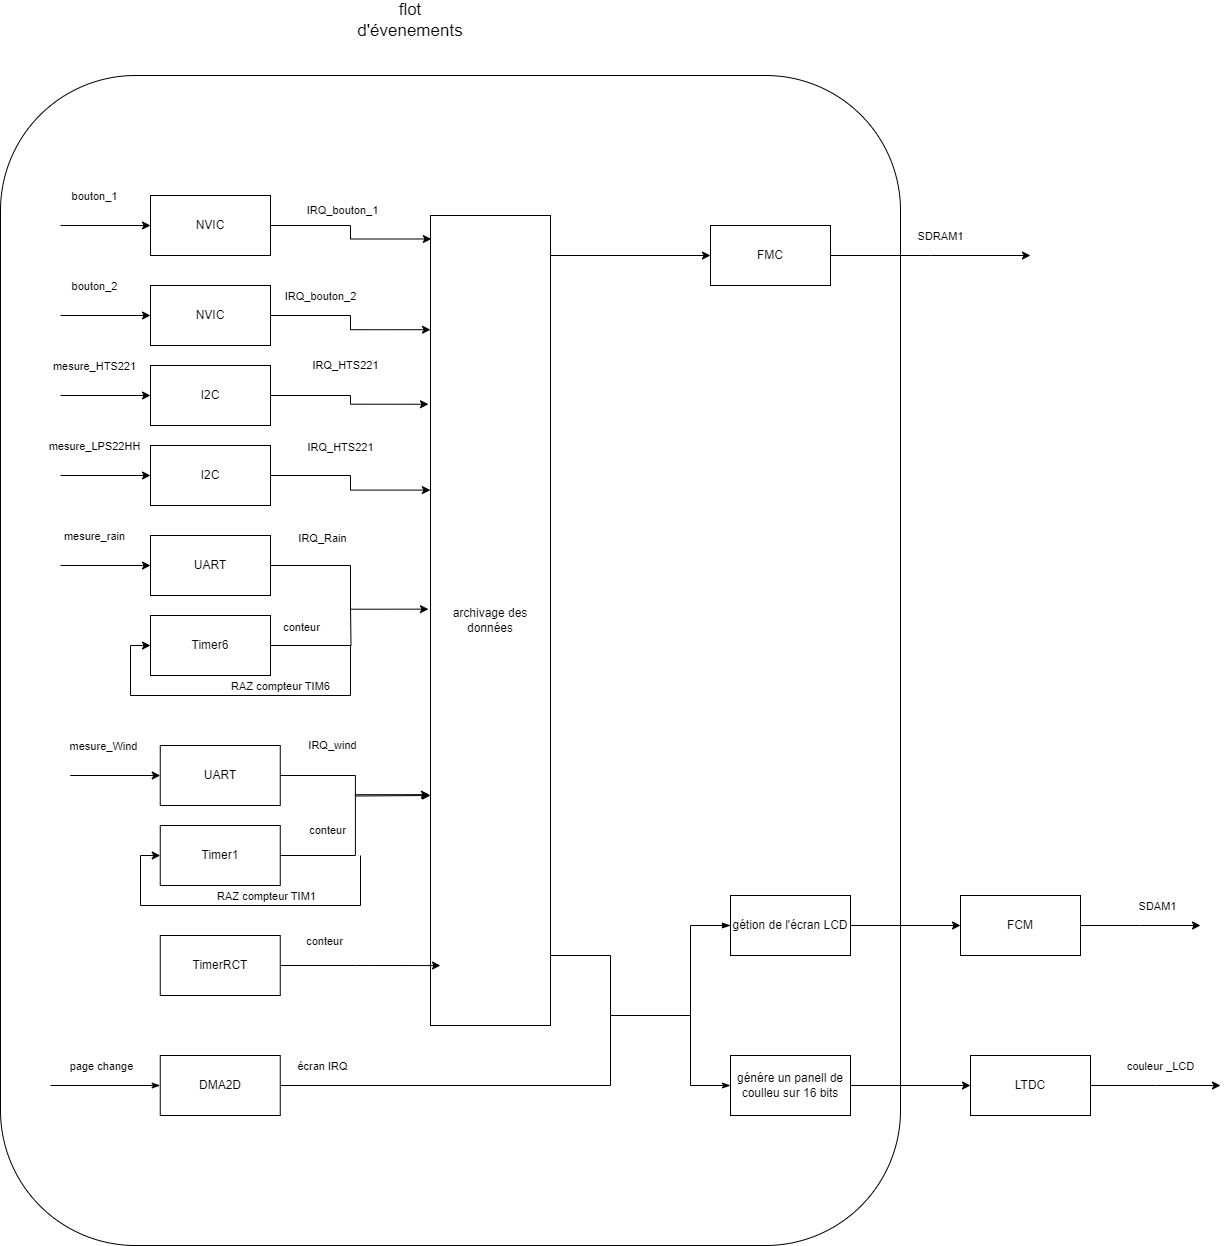 flot
d'évenements
bouton_1
NVIC
IRQ_bouton_1
FMC
SDRAM1
bouton_2
NVIC
IRQ_bouton_2
mesure_HTS221
I2C
IRQ_HTS221
mesure_LPS22HH
I2C
IRQ_HTS221
mesure_rain
UART
IRQ_Rain
Timer6
conteur
RAZ compteur TIM6
archivage des
données
mesure_Wind
UART
IRQ_wind
Timer1
conteur
RAZ compteur TIM1
TimerRCT
conteur
gétion de l'écran LCD
FCM
SDAM1
page change
DMA2D
écran IRQ
génére un panell de
coulleu sur 16 bits
LTDC
couleur _LCD